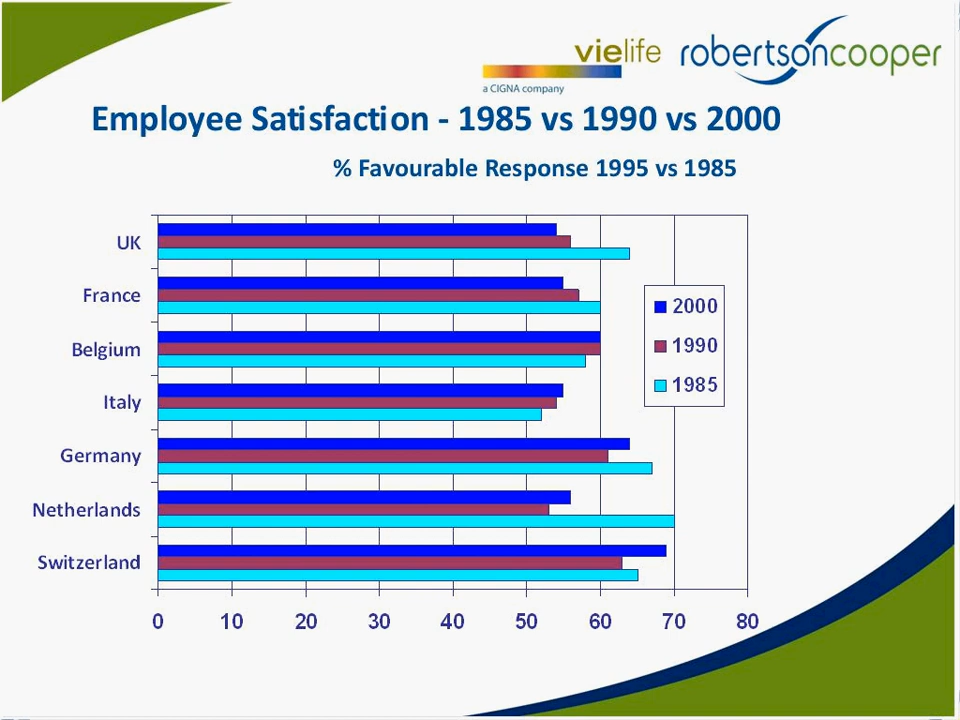 vielife
a CIGNA company
robertsoncooper
Employee Satisfaction - 1985 vs 1990 vs 2000
% Favourable Response 1995 vs 1985
UK
France
Belgium
Italy
Germany
Netherlands
Switzerland
2000
1990
1985
0 10 20 30 40 50 60 70 80